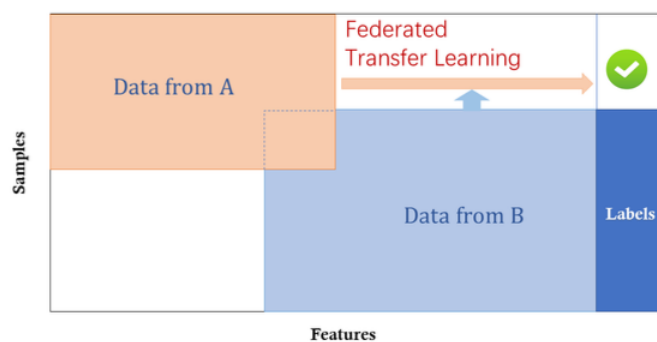 Federated
Transfer Learning
Data from A
Samples
Data from B
Labels
Features